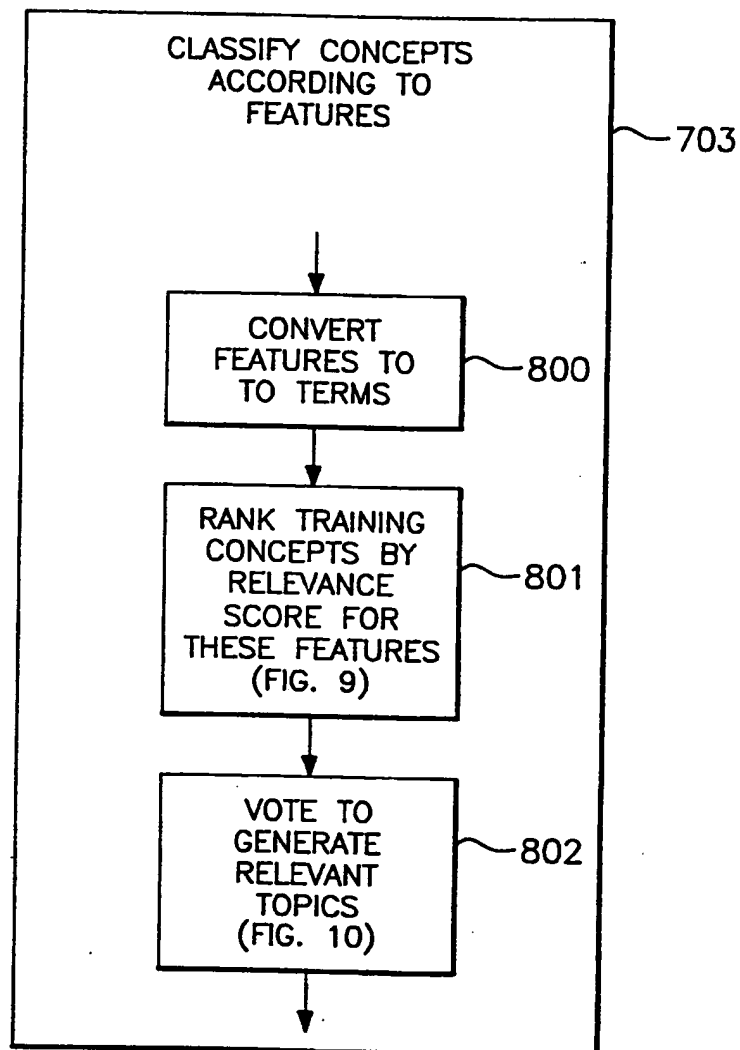 CLASSIFY CONCEPTS
ACCORDING TO
FEATURES
703
CONVERT
FEATURES TO
TO TERMS
800
RANK TRAINING
CONCEPTS BY
RELEVANCE
SCORE FOR
THESE FEATURES
(FIG. 9)
801
VOTE TO
GENERATE
RELEVANT
TOPICS
(FIG. 10)
802